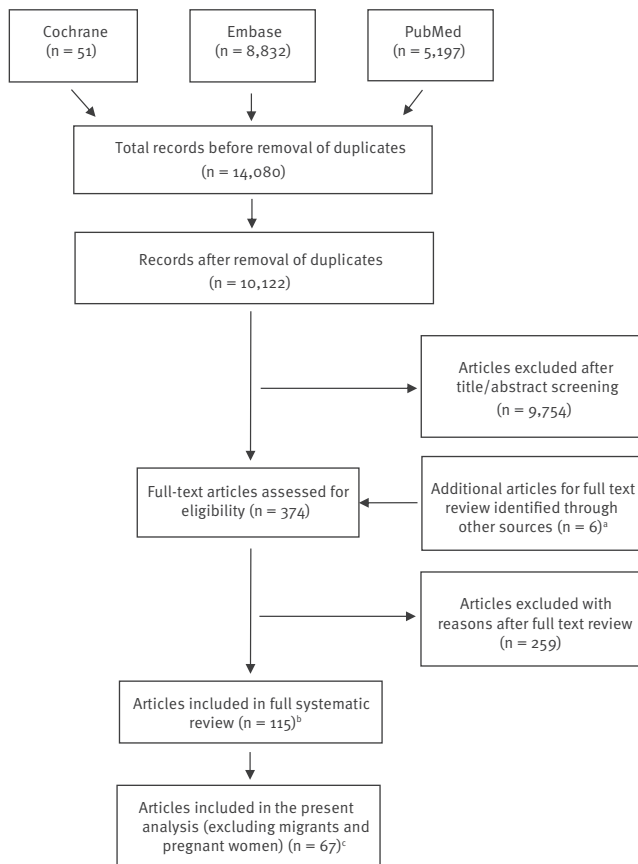 Cochrane
(n = 51)
Embase
(n = 8,832)
PubMed
(n = 5,197)
Total records before removal of duplicates
(n = 14,080)
Records after removal of duplicates
(n = 10,122)
Articles excluded after
title/abstract screening
(n = 9,754)
Full-text articles assessed for
eligibility (n = 374)
Additional articles for full text
review identified through
other sources (n = 6)ᵃ
Articles excluded with
reasons after full text review
(n = 259)
Articles included in full systematic
review (n = 115)ᵇ
Articles included in the present
analysis (excluding migrants and
pregnant women) (n = 67)ᶜ